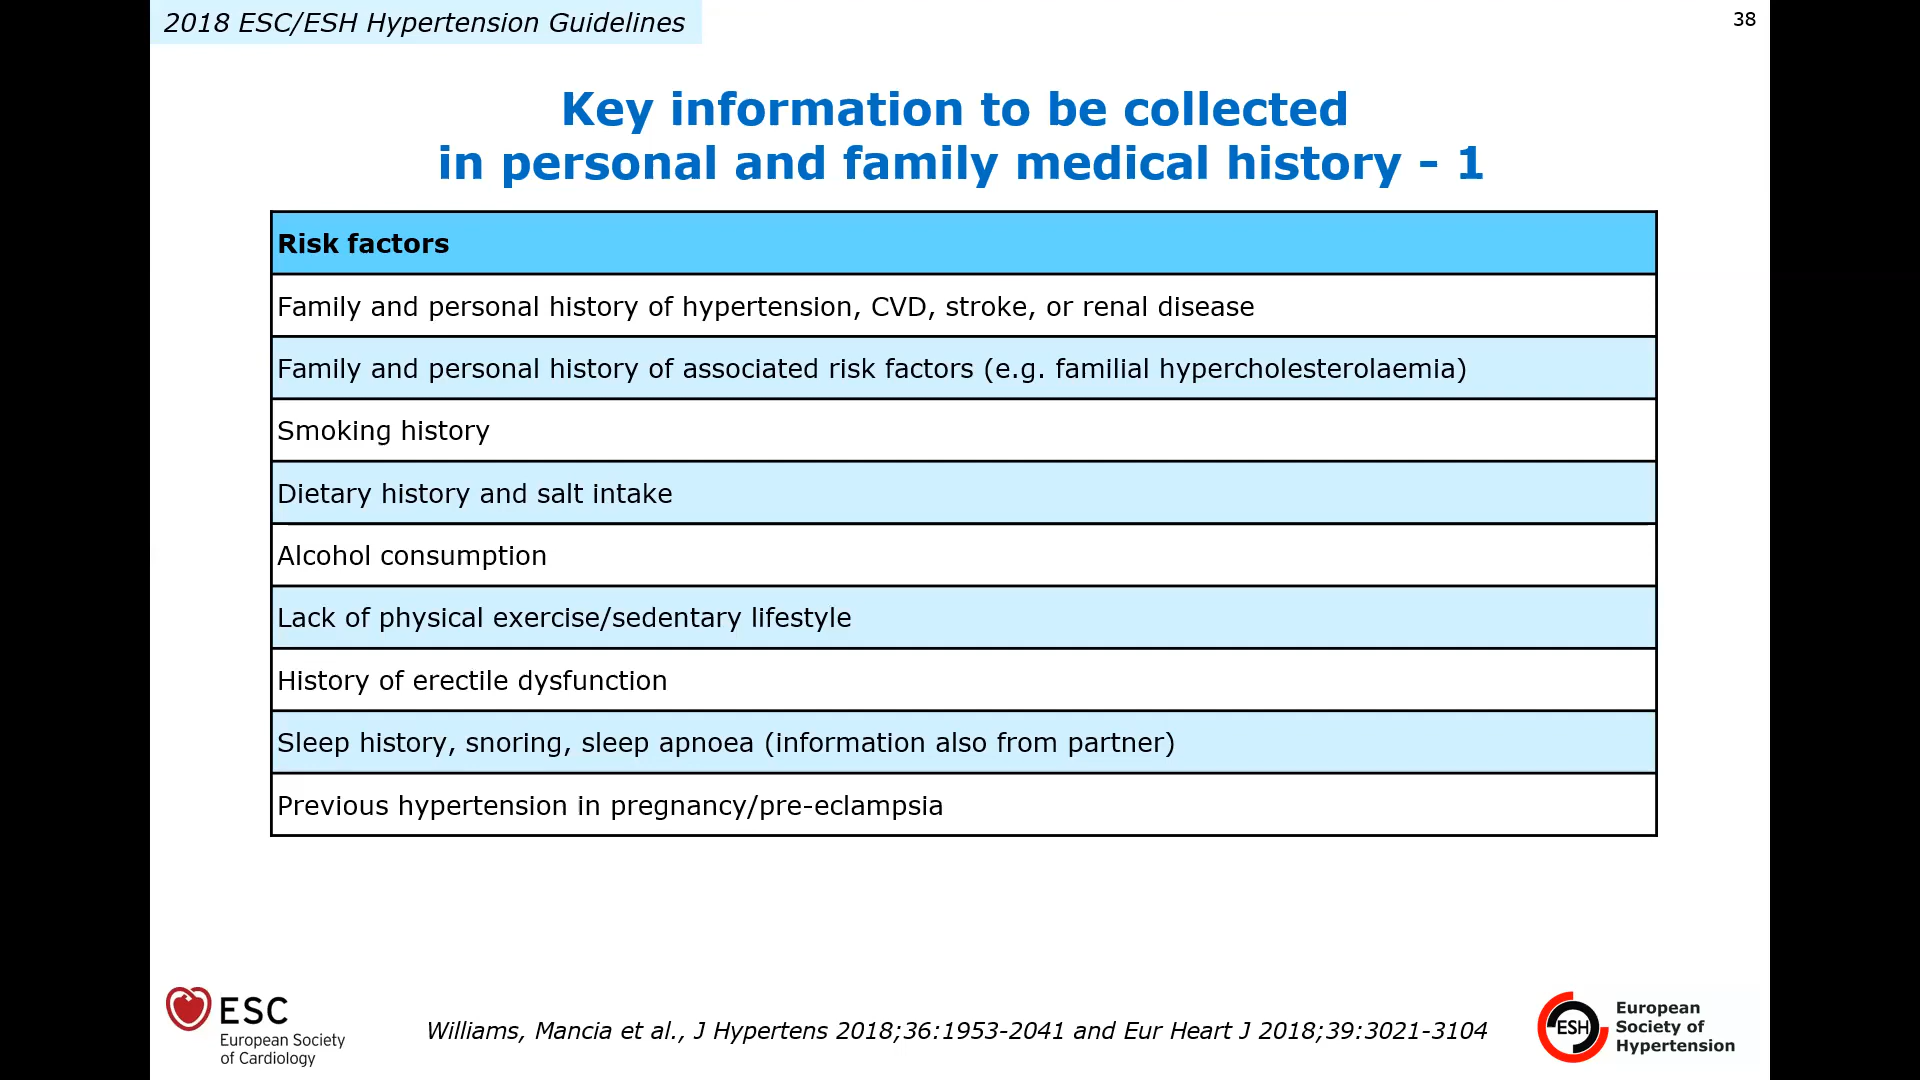 2018 ESC/ESH Hypertension Guidelines
38
Key information to be collected
in personal and family medical history - 1
Risk factors
Family and personal history of hypertension, CVD, stroke, or renal disease
Family and personal history of associated risk factors (e.g. familial hypercholesterolaemia)
Smoking history
Dietary history and salt intake
Alcohol consumption
Lack of physical exercise/sedentary lifestyle
History of erectile dysfunction
Sleep history, snoring, sleep apnoea (information also from partner)
Previous hypertension in pregnancy/pre-eclampsia
ESC
European Society
of Cardiology
Williams, Mancia et al., J Hypertens 2018;36:1953-2041 and Eur Heart J 2018;39:3021-3104
ESH
European
Society of
Hypertension